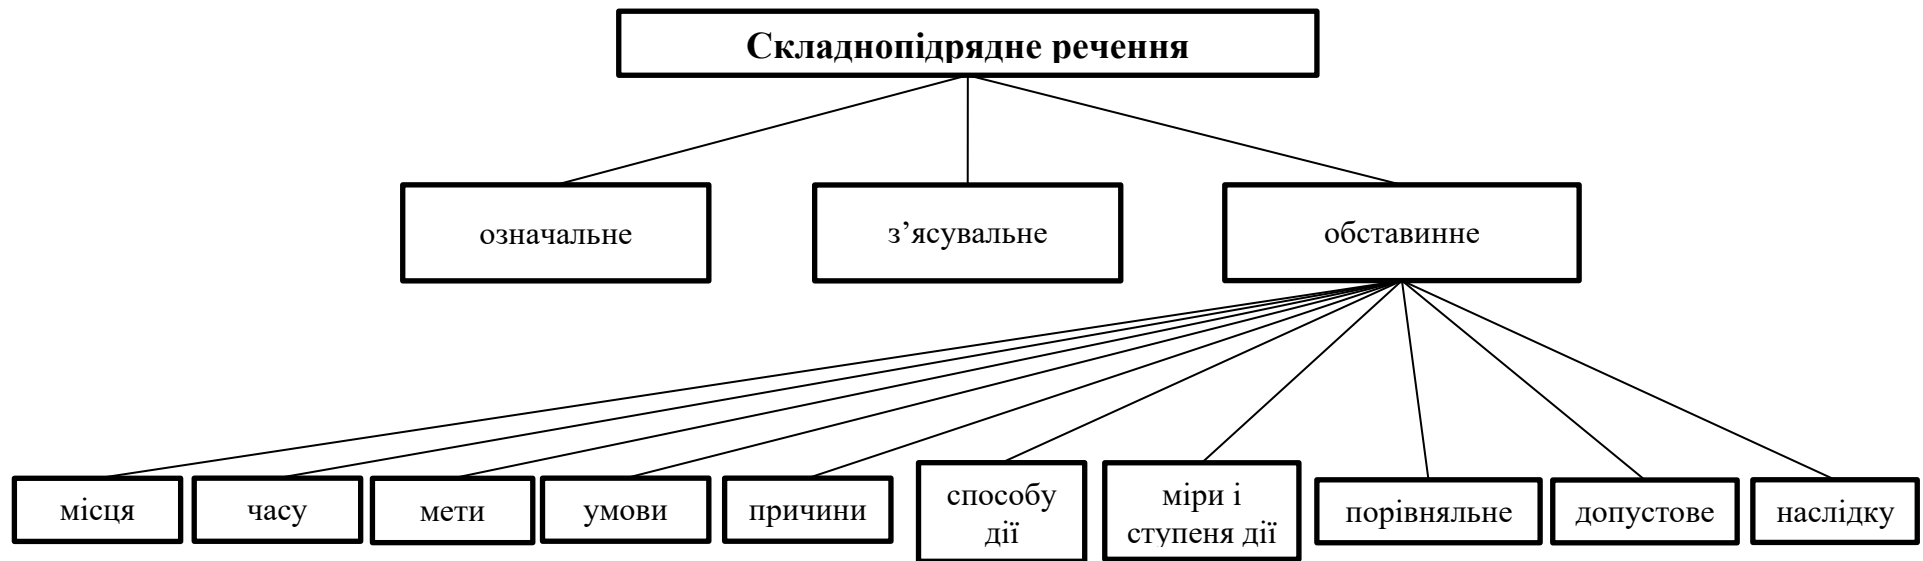 Складнопідрядне речення
означальне
з’ясувальне
обставинне
місця
часу
мети
умови
причини
способу
дії
міри і
ступеня дії
порівняльне
допустове
наслідку